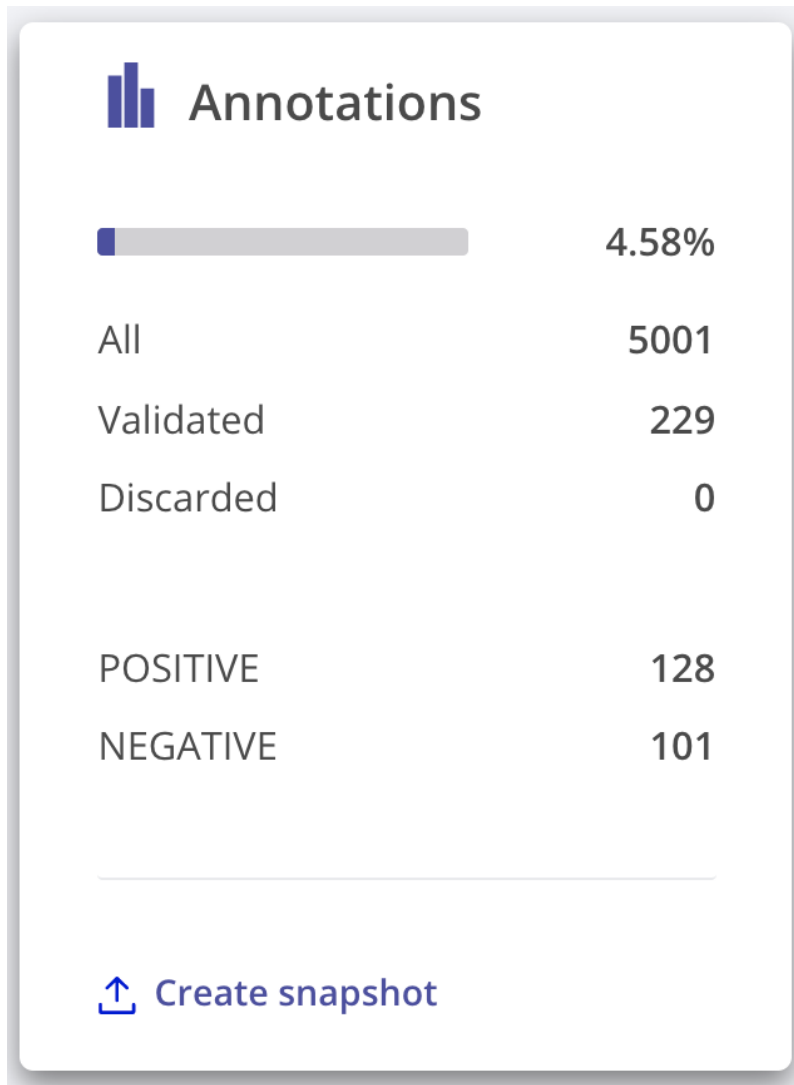 Annotations
4.58%
All 5001
Validated 229
Discarded 0
POSITIVE 128
NEGATIVE 101
Create snapshot